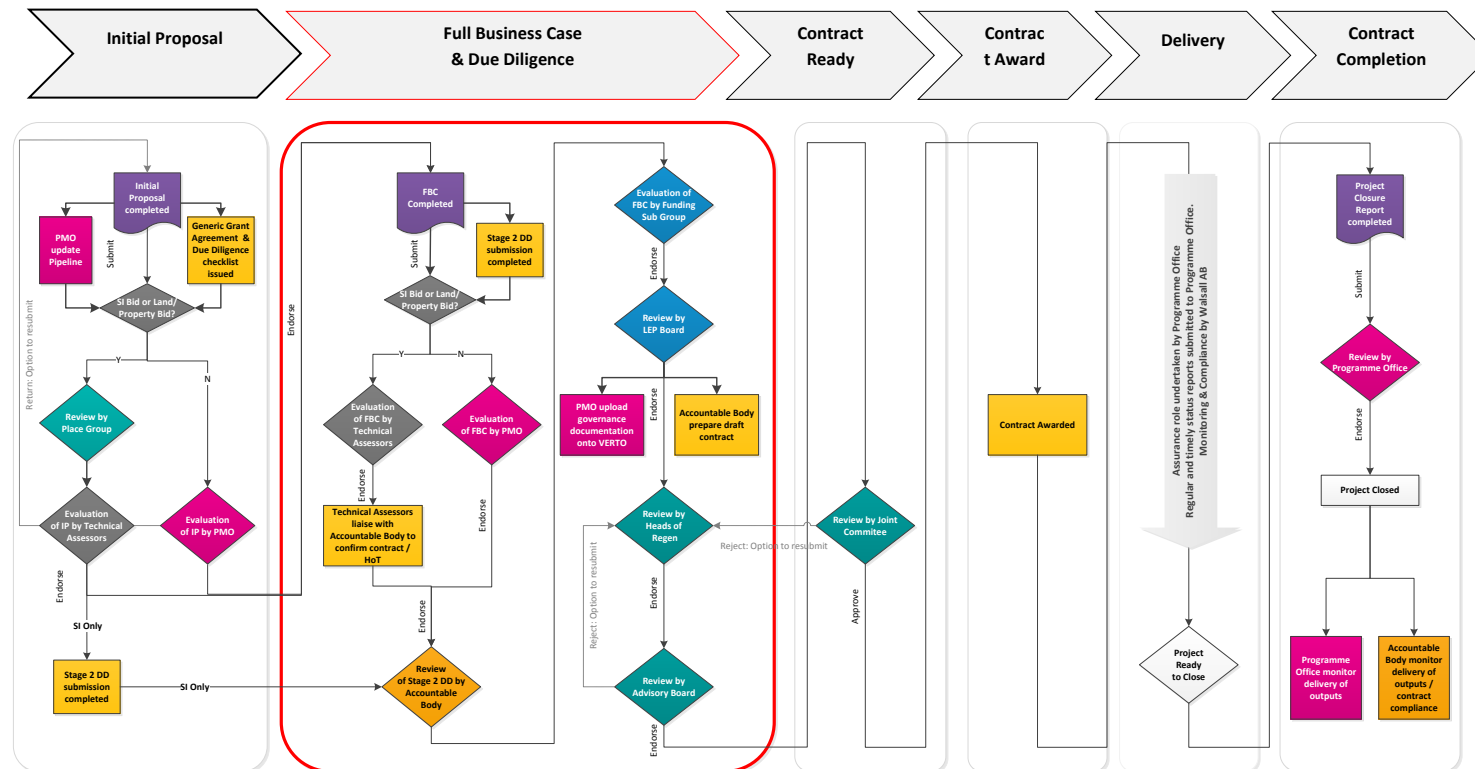 Initial Proposal
Full Business Case
& Due Diligence
Contract
Ready
Contrac
t Award
Delivery
Contract
Completion
Initial
Proposal
completed
PMO
update
Pipeline
Generic Grant
Agreement &
Due Diligence
checklist
issued
Submit
SI Bid or Land/
Property Bid?
Y
N
Return: Option to resubmit
Review by
Place Group
Evaluation
of IP by Technical
Assessors
Evaluation
of IP by PMO
Endorse
SI Only
Stage 2 DD
submission
completed
SI Only
Endorse
FBC
Completed
Stage 2 DD
submission
completed
Submit
SI Bid or Land/
Property Bid?
Y
N
Evaluation
of FBC by
Technical
Assessors
Evaluation
of FBC by PMO
Endorse
Endorse
Technical Assessors
liaise with
Accountable Body to
confirm contract /
HoT
Endorse
Review
of Stage 2 DD by
Accountable
Body
Evaluation of
FBC by Funding
Sub Group
Endorse
Review by
LEP Board
Endorse
PMO upload
governance
documentation
onto VERTO
Accountable Body
prepare draft
contract
Review by
Heads of
Regen
Reject: Option to resubmit
Endorse
Review by
Advisory Board
Endorse
Review by Joint
Commitee
Reject: Option to resubmit
Approve
Contract Awarded
Assurance role undertaken by Programme Office
Regular and timely status reports submitted to Programme Office.
Monitoring & Compliance by Walsall AB
Project
Ready
to Close
Project
Closure
Report
completed
Submit
Review by
Programme Office
Endorse
Project Closed
Programme
Office monitor
delivery of
outputs
Accountable
Body monitor
delivery of
outputs /
contract
compliance